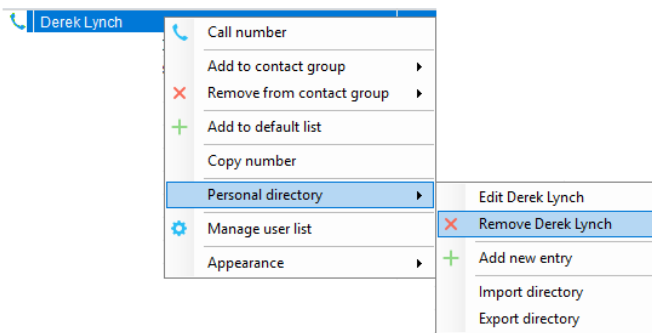 Derek Lynch
Call number
Add to contact group
Remove from contact group
Add to default list
Copy number
Personal directory
Manage user list
Appearance
Edit Derek Lynch
Remove Derek Lynch
Add new entry
Import directory
Export directory